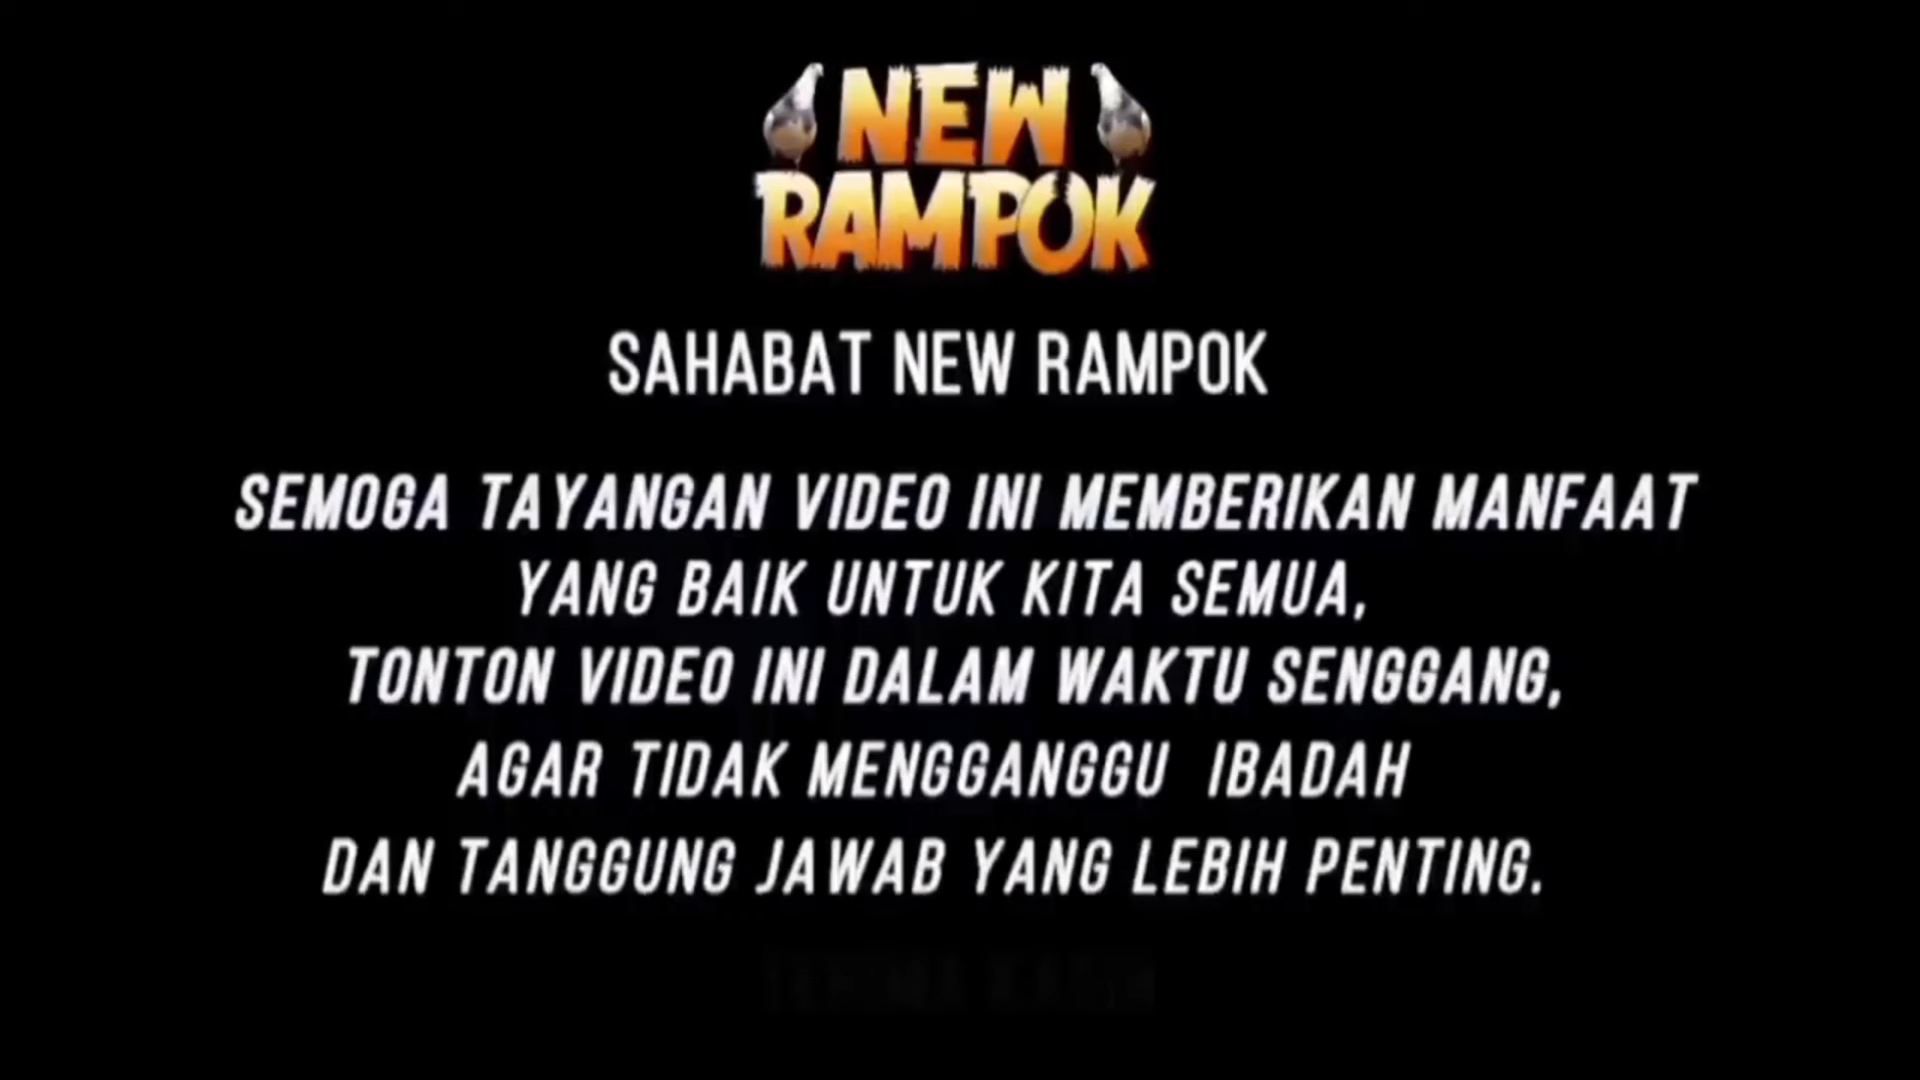 NEW
RAMPOK
SAHABAT NEW RAMPOK
SEMOGA TAYANGAN VIDEO INI MEMBERIKAN MANFAAT
YANG BAIK UNTUK KITA SEMUA,
TONTON VIDEO INI DALAM WAKTU SENGGANG,
AGAR TIDAK MENGGANGGU IBADAH
DAN TANGGUNG JAWAB YANG LEBIH PENTING.